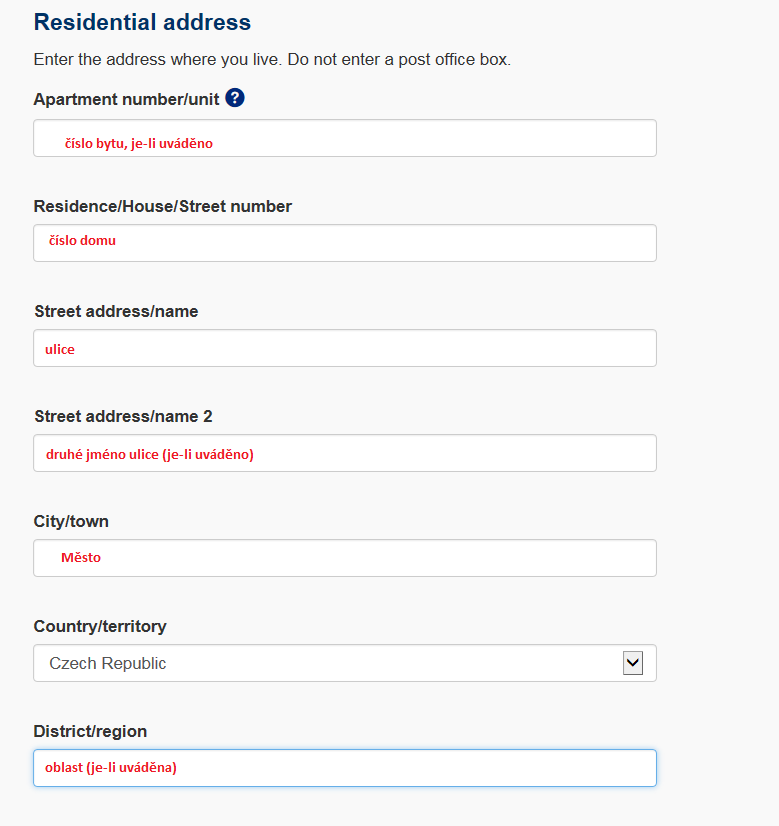 Residential address
Enter the address where you live. Do not enter a post office box.
Apartment number/unit ?
číslo bytu, je-li uváděno
Residence/House/Street number
číslo domu
Street address/name
ulice
Street address/name 2
druhé jméno ulice (je-li uváděno)
City/town
Město
Country/territory
Czech Republic
District/region
oblast (je-li uváděna)